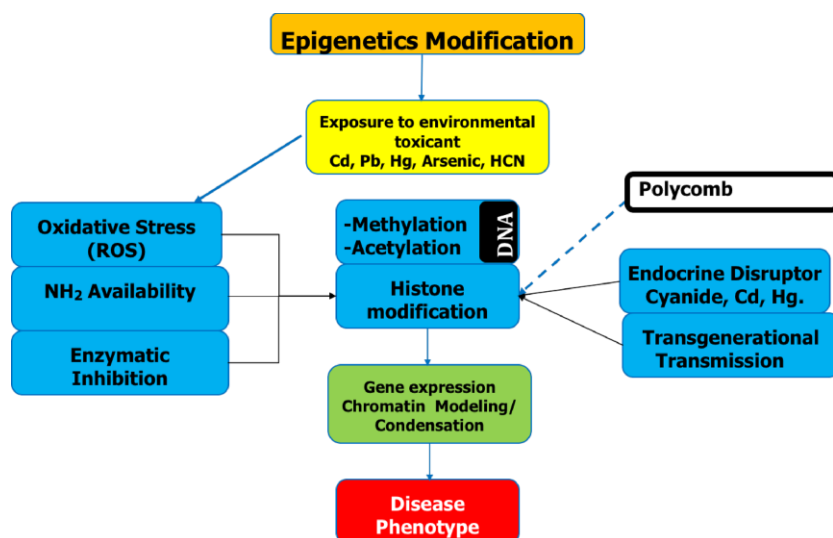 Epigenetics Modification
Exposure to environmental
toxicant
Cd, Pb, Hg, Arsenic, HCN
Polycomb
Oxidative Stress
(ROS)
NH₂ Availability
Enzymatic
Inhibition
-Methylation
-Acetylation
DNA
Histone
modification
Endocrine Disruptor
Cyanide, Cd, Hg.
Transgenerational
Transmission
Gene expression
Chromatin Modeling/
Condensation
Disease
Phenotype